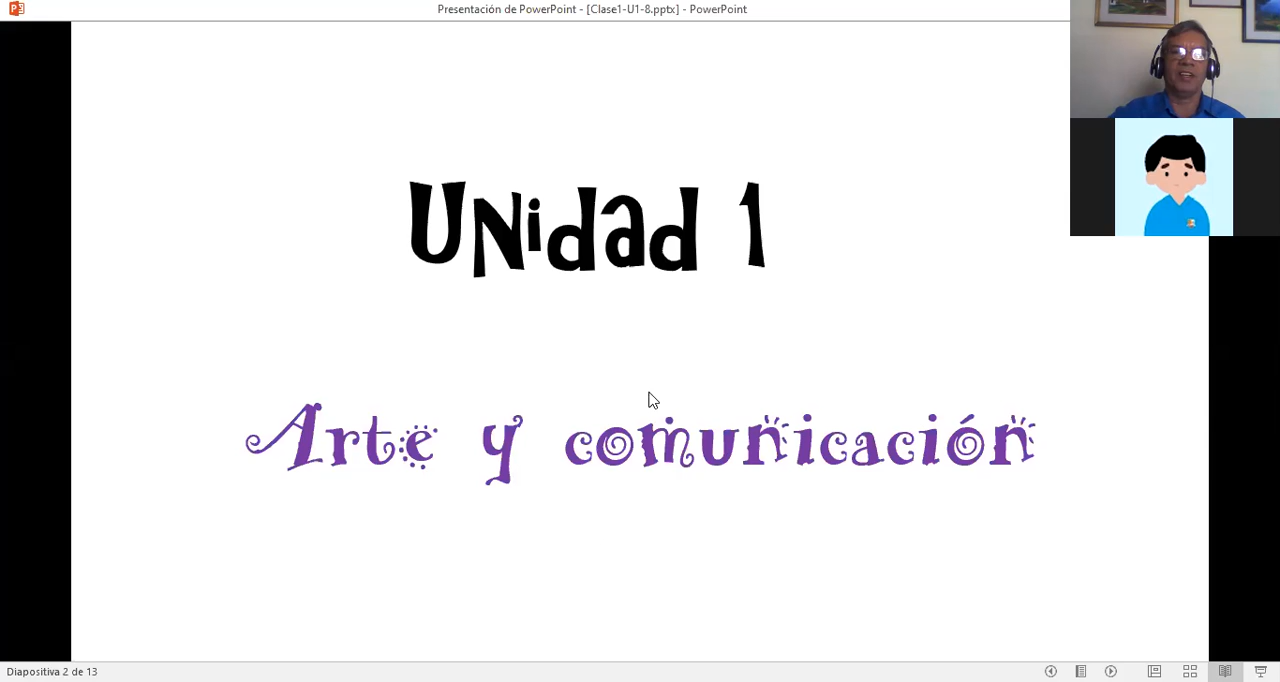 Presentación de PowerPoint - [Clase1-U1-8.pptx] - PowerPoint
Unidad 1
Arte y comunicación
Diapositiva 2 de 13